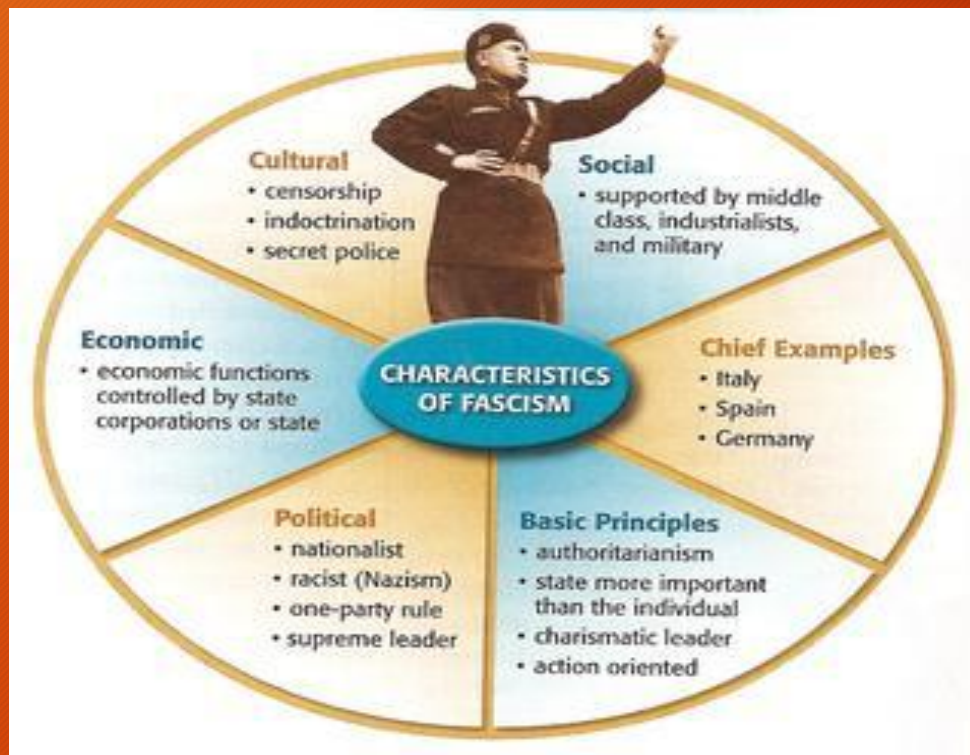 CHARACTERISTICS
OF FASCISM
Cultural
• censorship
• indoctrination
• secret police
Social
• supported by middle
class, industrialists,
and military
Economic
• economic functions
controlled by state
corporations or state
Chief Examples
• Italy
• Spain
• Germany
Political
• nationalist
• racist (Nazism)
• one-party rule
• supreme leader
Basic Principles
• authoritarianism
• state more important
than the individual
• charismatic leader
• action oriented